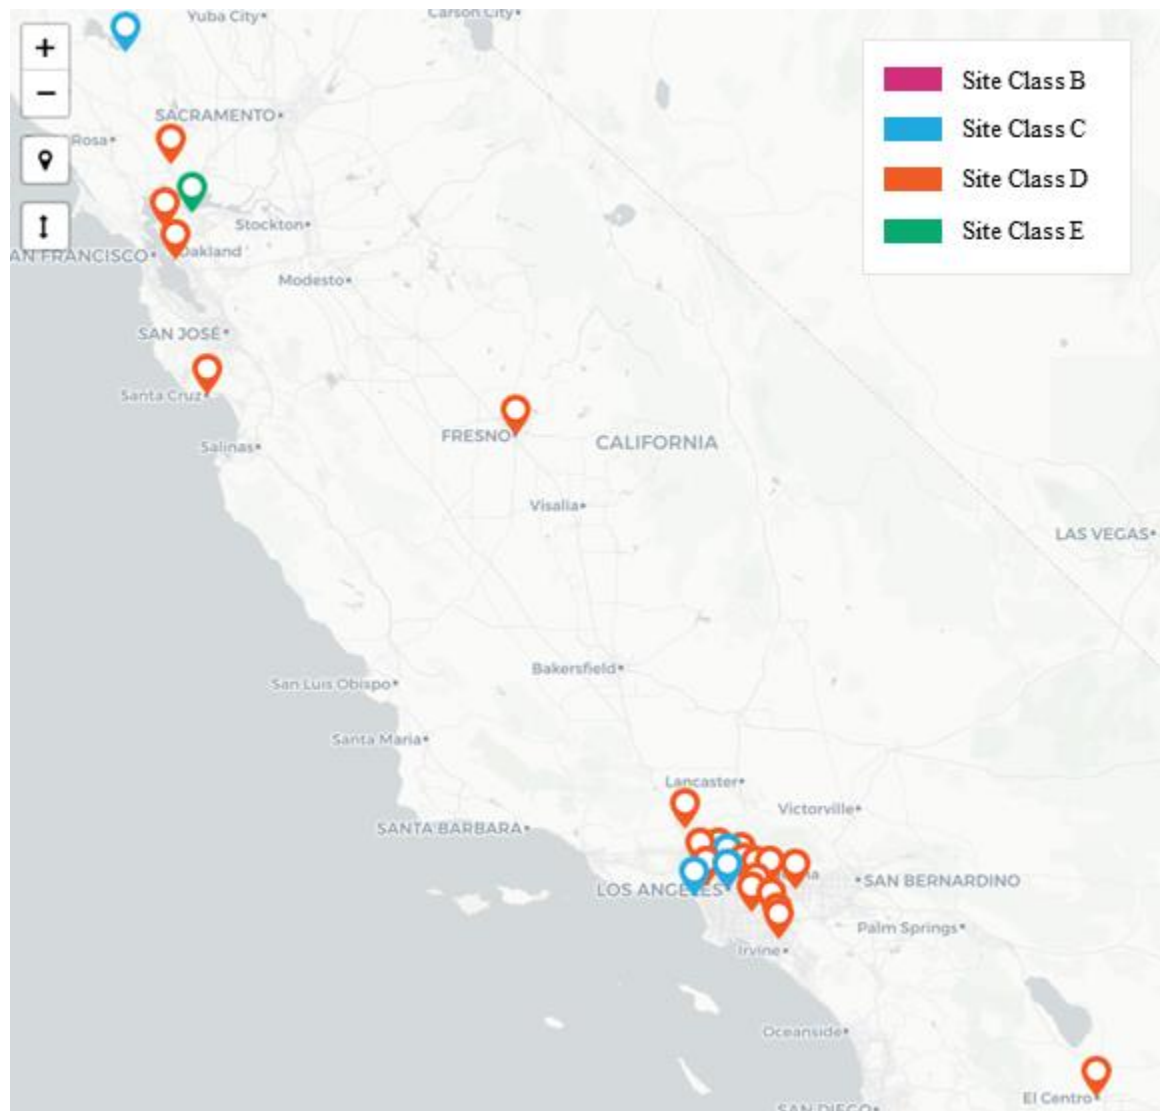 Yuba City
Carson City
+
−
Site Class B
SACRAMENTO
Site Class C
Rosa
Site Class D
Stockton
Site Class E
Oakland
AN FRANCISCO
Modesto
SAN JOSÉ
Santa Cruz
FRESNO
CALIFORNIA
Salinas
Visalia
LAS VEGAS
Bakersfield
San Luis Obispo
Santa Maria
Lancaster
Victorville
SANTA BARBARA
na
SAN BERNARDINO
LOS ANGELES
Palm Springs
Irvine
Oceanside
El Centro
SAN DIEGO